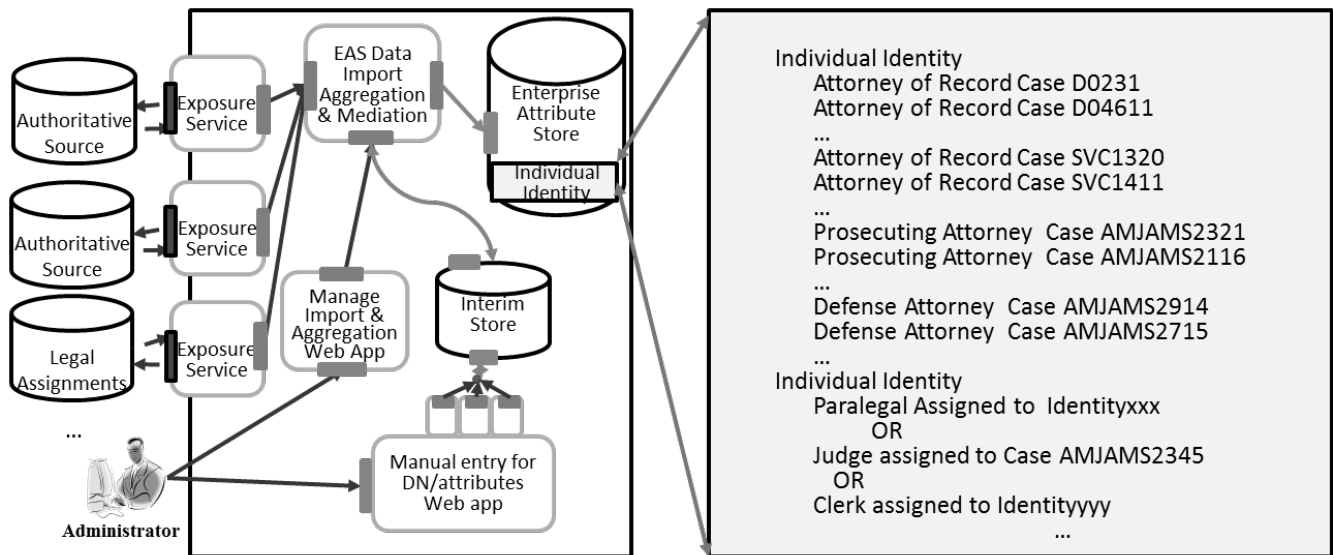 Authoritative
Source
Exposure
Service
Authoritative
Source
Exposure
Service
Legal
Assignments
Exposure
Service
...
Administrator
EAS Data
Import
Aggregation
& Mediation
Enterprise
Attribute
Store
Individual
Identity
Manage
Import &
Aggregation
Web App
Interim
Store
Manual entry for
DN/attributes
Web app
Individual Identity
Attorney of Record Case D0231
Attorney of Record Case D04611
...
Attorney of Record Case SVC1320
Attorney of Record Case SVC1411
...
Prosecuting Attorney Case AMJAMS2321
Prosecuting Attorney Case AMJAMS2116
...
Defense Attorney Case AMJAMS2914
Defense Attorney Case AMJAMS2715
...
Individual Identity
Paralegal Assigned to Identityxxx
OR
Judge assigned to Case AMJAMS2345
OR
Clerk assigned to Identityyyy
...